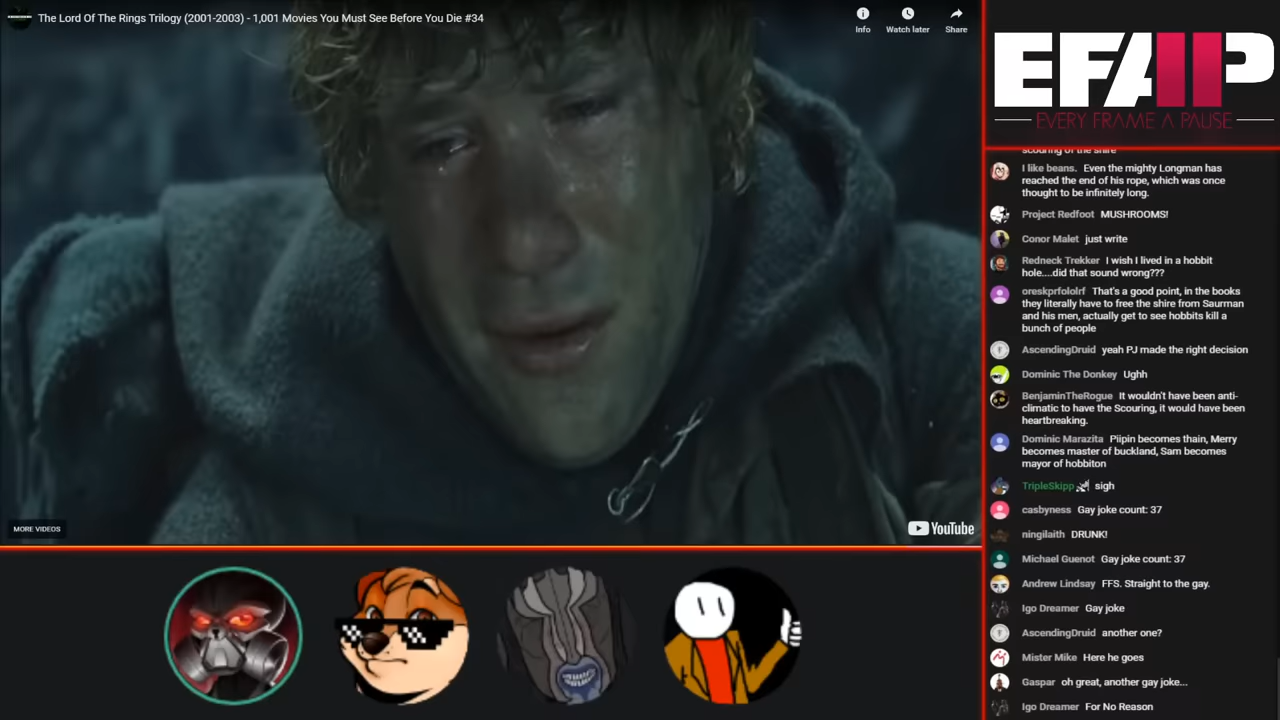 The Lord Of The Rings Trilogy (2001-2003) - 1,001 Movies You Must See Before You Die #34
Info
Watch later
Share
MORE VIDEOS
YouTube
EFAP
EVERY FRAME A PAUSE
scouring of the shire
I like beans. Even the mighty Longman has
reached the end of his rope, which was once
thought to be infinitely long.
Project Redfoot MUSHROOMS!
Conor Malet just write
Redneck Trekker I wish I lived in a hobbit
hole....did that sound wrong???
oreskprfololrf That's a good point, in the books
they literally have to free the shire from Saurman
and his men, actually get to see hobbits kill a
bunch of people
AscendingDruid yeah PJ made the right decision
Dominic The Donkey Ughh
BenjaminTheRogue It wouldn't have been anti-
climatic to have the Scouring, it would have been
heartbreaking.
Dominic Marazita Piipin becomes thain, Merry
becomes master of buckland, Sam becomes
mayor of hobbiton
TripleSkipp sigh
casbyness Gay joke count: 37
ningilaith DRUNK!
Michael Guenot Gay joke count: 37
Andrew Lindsay FFS. Straight to the gay.
Igo Dreamer Gay joke
AscendingDruid another one?
Mister Mike Here he goes
Gaspar oh great, another gay joke...
Igo Dreamer For No Reason